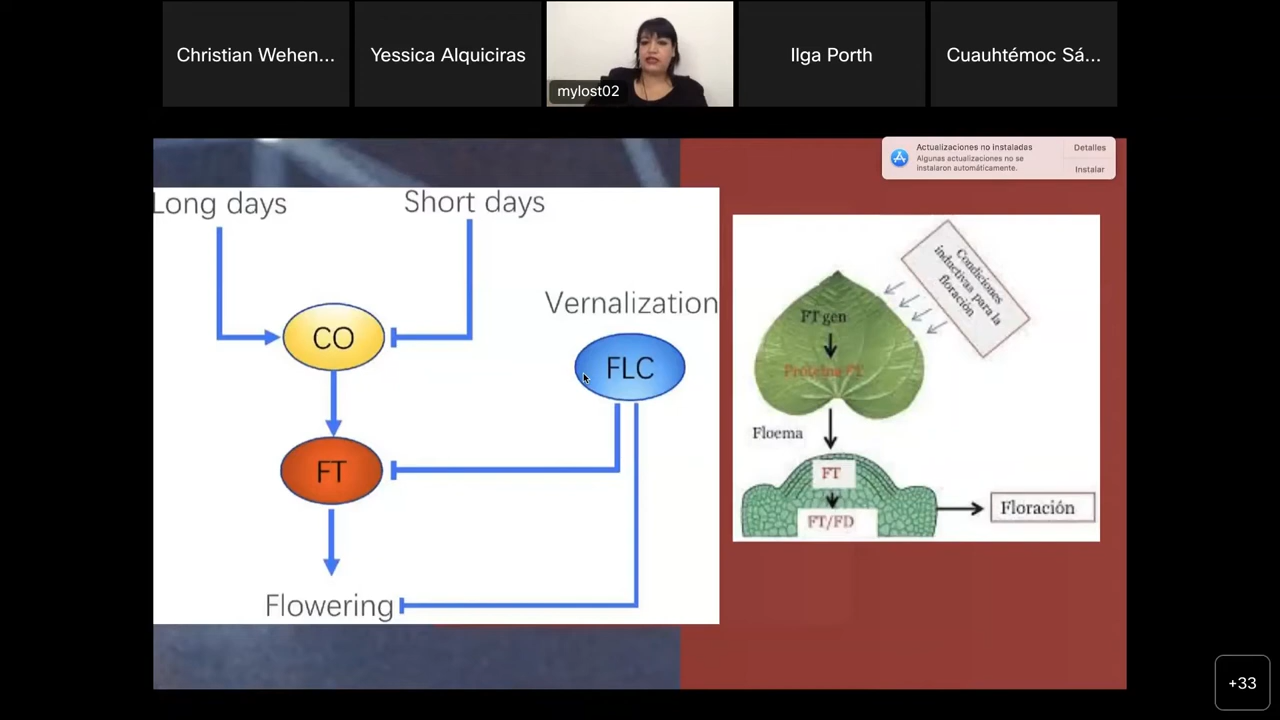 Christian Wehen...
Yessica Alquiciras
mylost02
Ilga Porth
Cuauhtémoc Sá...
Actualizaciones no instaladas
Algunas actualizaciones no se
instalaron automáticamente.
Detalles
Instalar
Long days
Short days
CO
Vernalization
FLC
FT
Flowering
Condiciones
inductivas para la
floración
FT gen
Proteína FT
Floema
FT
FT/FD
Floración
+33